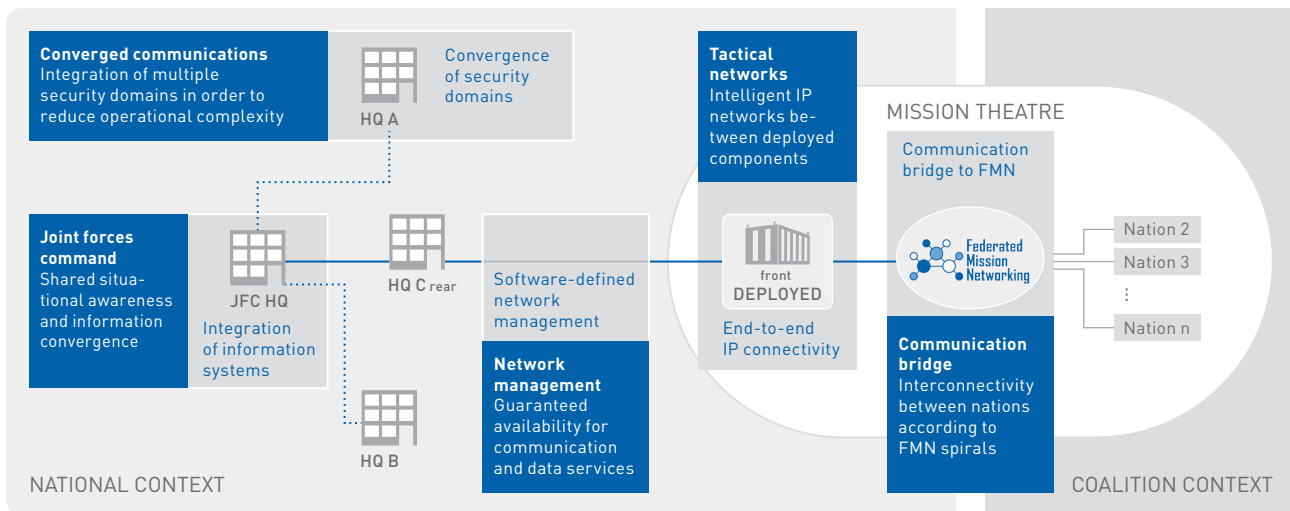 Converged communications
Integration of multiple
security domains in order to
reduce operational complexity
HQ A
Convergence
of security
domains
Joint forces
command
Shared situa-
tional awareness
and information
convergence
JFC HQ
Integration
of information
systems
HQ C rear
HQ B
Software-defined
network
management
Network
management
Guaranteed
availability for
communication
and data services
Tactical
networks
Intelligent IP
networks be-
tween deployed
components
front
DEPLOYED
End-to-end
IP connectivity
MISSION THEATRE
Communication
bridge to FMN
Federated
Mission
Networking
Communication
bridge
Interconnectivity
between nations
according to
FMN spirals
Nation 2
Nation 3
⋮
Nation n
NATIONAL CONTEXT
COALITION CONTEXT